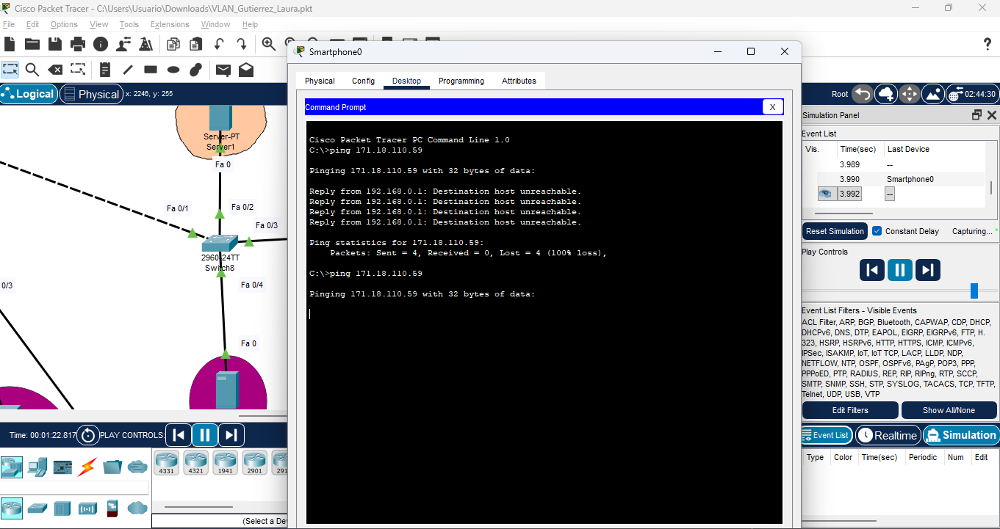 Cisco Packet Tracer - C:\Users\Usuario\Downloads\VLAN_Gutierrez_Laura.pkt
File Edit Options View Tools Extensions Window Help
?
Smartphone0
Physical Config Desktop Programming Attributes
Logical Physical x: 2246, y: 255
Root 02:44:30
Command Prompt X
Cisco Packet Tracer PC Command Line 1.0
C:\>ping 171.18.110.59
Pinging 171.18.110.59 with 32 bytes of data:
Reply from 192.168.0.1: Destination host unreachable.
Reply from 192.168.0.1: Destination host unreachable.
Reply from 192.168.0.1: Destination host unreachable.
Reply from 192.168.0.1: Destination host unreachable.
Ping statistics for 171.18.110.59:
Packets: Sent = 4, Received = 0, Lost = 4 (100% loss),
C:\>ping 171.18.110.59
Pinging 171.18.110.59 with 32 bytes of data:
Server-PT
Server1
Fa 0
Fa 0/1
Fa 0/2
Fa 0/3
2960-24TT
Switch8
Fa 0/4
0/3
Fa 0
Simulation Panel
Event List
Vis. Time(sec) Last Device
3.989 --
3.990 Smartphone0
3.992 --
Reset Simulation Constant Delay Capturing... *
Play Controls
Event List Filters - Visible Events
ACL Filter, ARP, BGP, Bluetooth, CAPWAP, CDP, DHCP,
DHCPv6, DNS, DTP, EAPOL, EIGRP, EIGRPv6, FTP, H.
323, HSRP, HSRPv6, HTTP, HTTPS, ICMP, ICMPv6,
IPSec, ISAKMP, IoT, IoT TCP, LACP, LLDP, NDP,
NETFLOW, NTP, OSPF, OSPFv6, PAgP, POP3, PPP,
PPPoED, PTP, RADIUS, REP, RIP, RIPng, RTP, SCCP,
SMTP, SNMP, SSH, STP, SYSLOG, TACACS, TCP, TFTP,
Telnet, UDP, USB, VTP
Edit Filters Show All/None
Time: 00:01:22.817 PLAY CONTROLS:
Event List Realtime Simulation
4331 4321 1941 2901 291
Type Color Time(sec) Periodic Num Edit
(Select a De